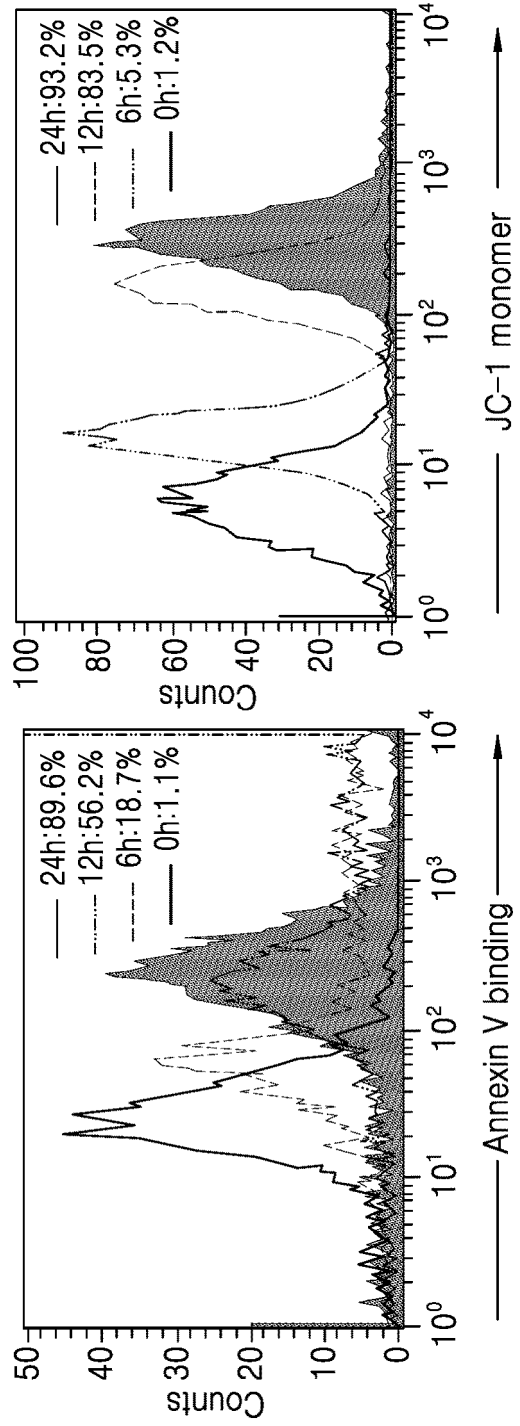 50
40
30
20
10
0
Counts
24h:89.6%
12h:56.2%
6h:18.7%
0h:1.1%
10⁰
10¹
10²
10³
10⁴
Annexin V binding
100
80
60
40
20
0
Counts
24h:93.2%
12h:83.5%
6h:5.3%
0h:1.2%
10⁰
10¹
10²
10³
10⁴
JC-1 monomer